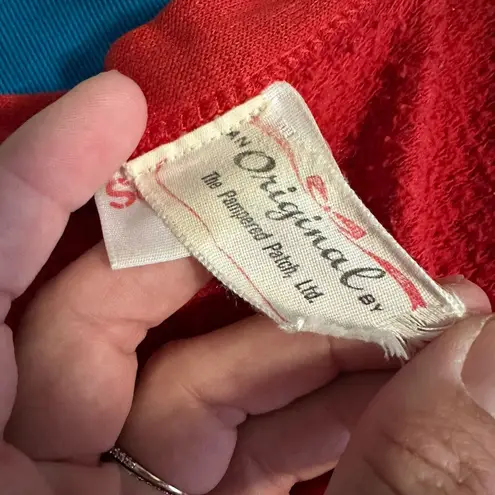 AN Original BY
The Pampered Patch, Ltd.
S